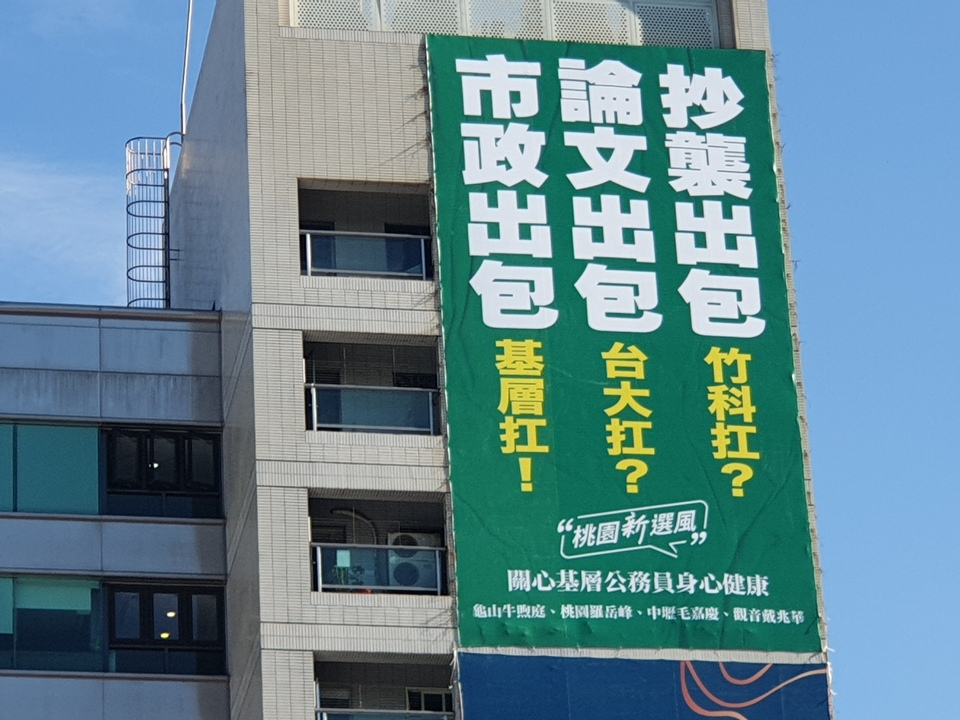 抄襲出包
竹科扛？
論文出包
台大扛？
市政出包
基層扛！
“桃園新選風”
關心基層公務員身心健康
龜山牛煦庭、桃園羅岳峰、中壢毛嘉慶、觀音戴兆華